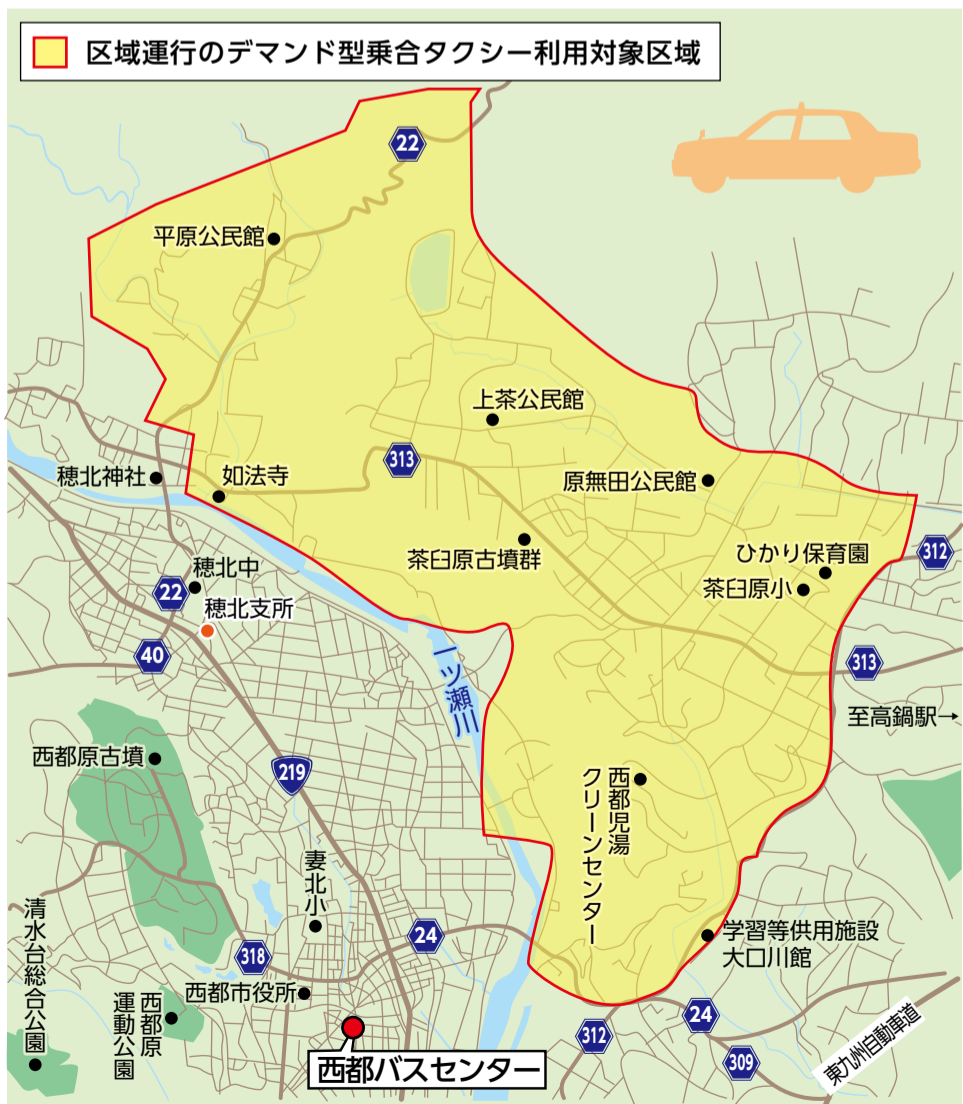 区域運行のデマンド型乗合タクシー利用対象区域
22
平原公民館
上茶公民館
313
穂北神社
如法寺
原無田公民館
茶臼原古墳群
ひかり保育園
312
茶臼原小
穂北中
22
穂北支所
40
313
一ツ瀬川
至高鍋駅→
西都原古墳
219
西都児湯
クリーンセンター
妻北小
清水台総合公園
24
学習等供用施設
大口川館
318
西都市役所
西都原
運動公園
24
312
309
東九州自動車道
西都バスセンター